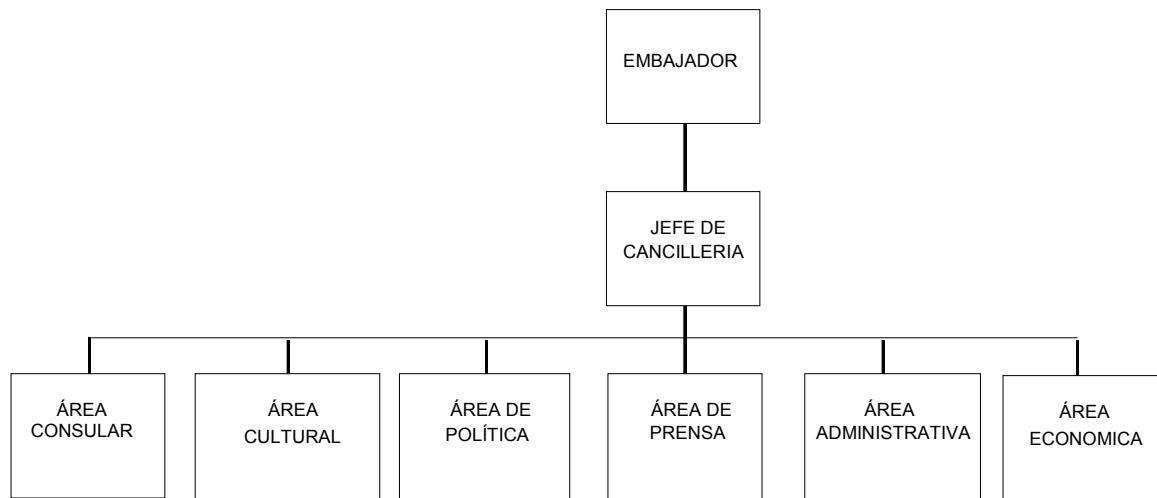 EMBAJADOR
JEFE DE
CANCILLERIA
ÁREA
CONSULAR
ÁREA
CULTURAL
ÁREA DE
POLÍTICA
ÁREA DE
PRENSA
ÁREA
ADMINISTRATIVA
ÁREA
ECONOMICA